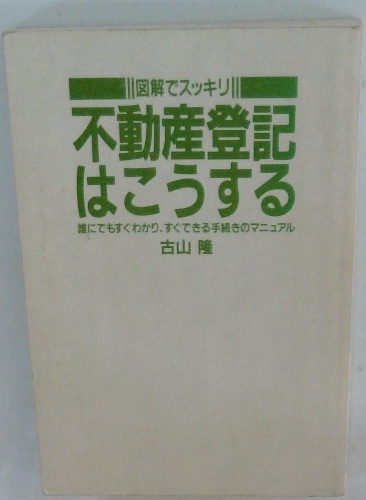 図解でスッキリ
不動産登記
はこうする
誰にでもすぐわかり、すぐできる手続きのマニュアル
古山 隆